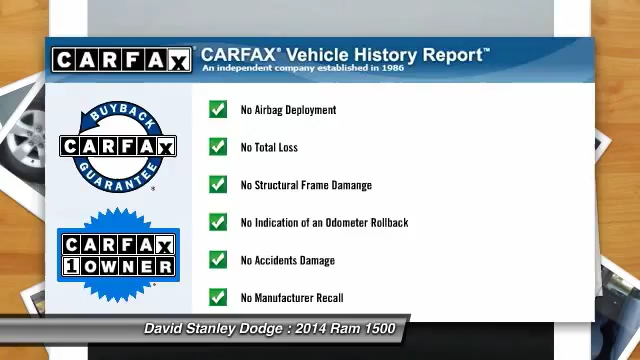 CARFAX
CARFAX® Vehicle History Report™
An independent company established in 1986
BUYBACK
CARFAX
GUARANTEE®
CARFAX
1 OWNER
No Airbag Deployment
No Total Loss
No Structural Frame Damange
No Indication of an Odometer Rollback
No Accidents Damage
No Manufacturer Recall
David Stanley Dodge : 2014 Ram 1500